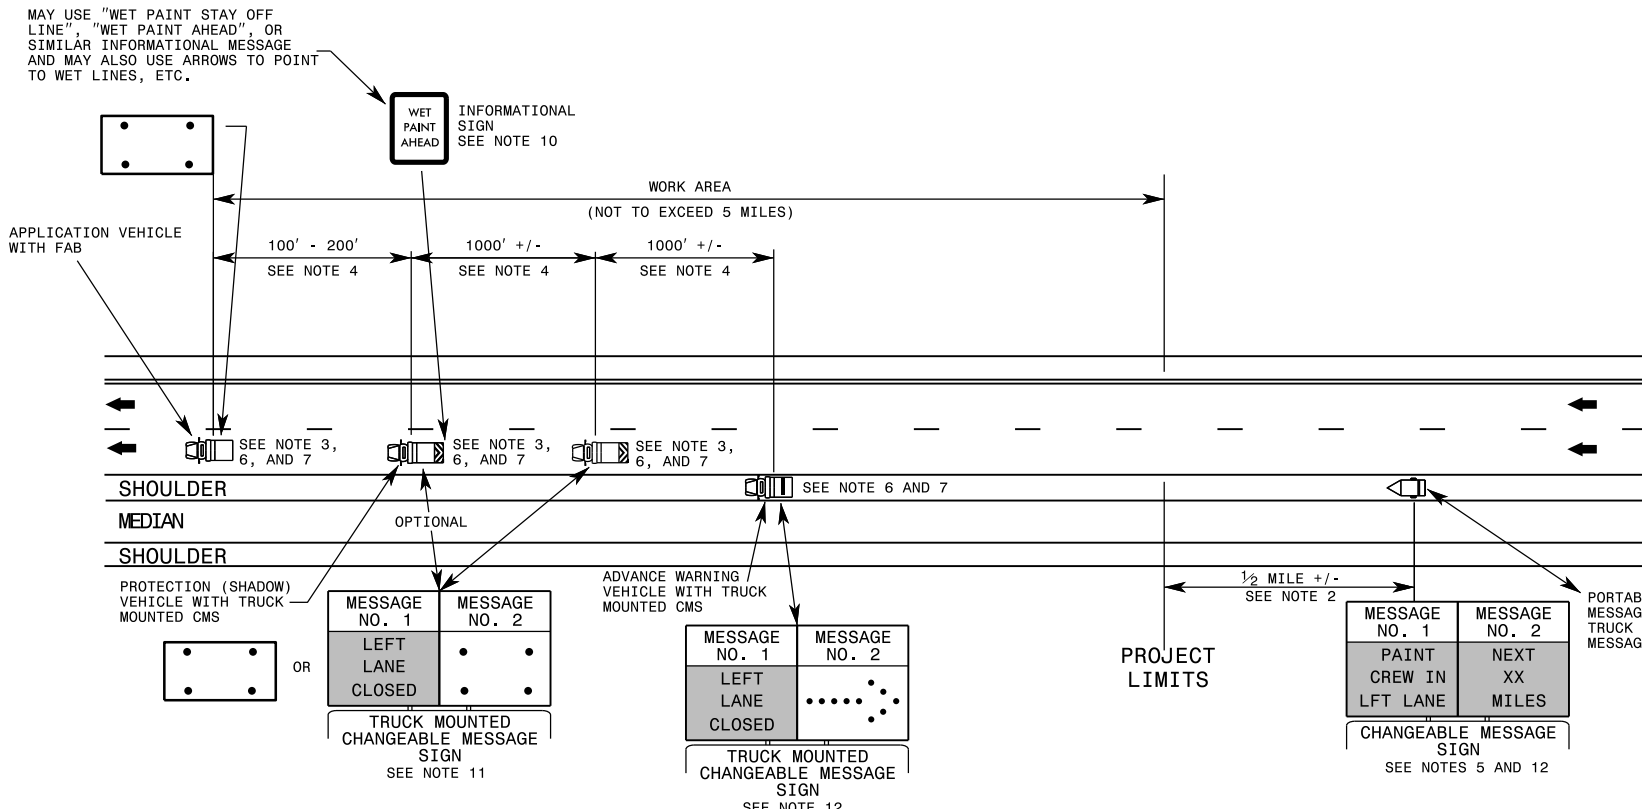 MAY USE "WET PAINT STAY OFF
LINE", "WET PAINT AHEAD", OR
SIMILAR INFORMATIONAL MESSAGE
AND MAY ALSO USE ARROWS TO POINT
TO WET LINES, ETC.
WET
PAINT
AHEAD
INFORMATIONAL
SIGN
SEE NOTE 10
WORK AREA
(NOT TO EXCEED 5 MILES)
APPLICATION VEHICLE
WITH FAB
100' - 200'
SEE NOTE 4
1000' +/-
SEE NOTE 4
1000' +/-
SEE NOTE 4
SEE NOTE 3,
6, AND 7
SEE NOTE 3,
6, AND 7
SEE NOTE 3,
6, AND 7
SHOULDER
SEE NOTE 6 AND 7
MEDIAN
OPTIONAL
SHOULDER
PROTECTION (SHADOW)
VEHICLE WITH TRUCK
MOUNTED CMS
OR
MESSAGE
NO. 1
MESSAGE
NO. 2
LEFT
LANE
CLOSED
TRUCK MOUNTED
CHANGEABLE MESSAGE
SIGN
SEE NOTE 11
ADVANCE WARNING
VEHICLE WITH TRUCK
MOUNTED CMS
MESSAGE
NO. 1
MESSAGE
NO. 2
LEFT
LANE
CLOSED
TRUCK MOUNTED
CHANGEABLE MESSAGE
SIGN
SEE NOTE 12
PROJECT
LIMITS
1/2 MILE +/-
SEE NOTE 2
MESSAGE
NO. 1
MESSAGE
NO. 2
PAINT
CREW IN
LFT LANE
NEXT
XX
MILES
CHANGEABLE MESSAGE
SIGN
SEE NOTES 5 AND 12
PORTAB
MESSAG
TRUCK
MESSAG